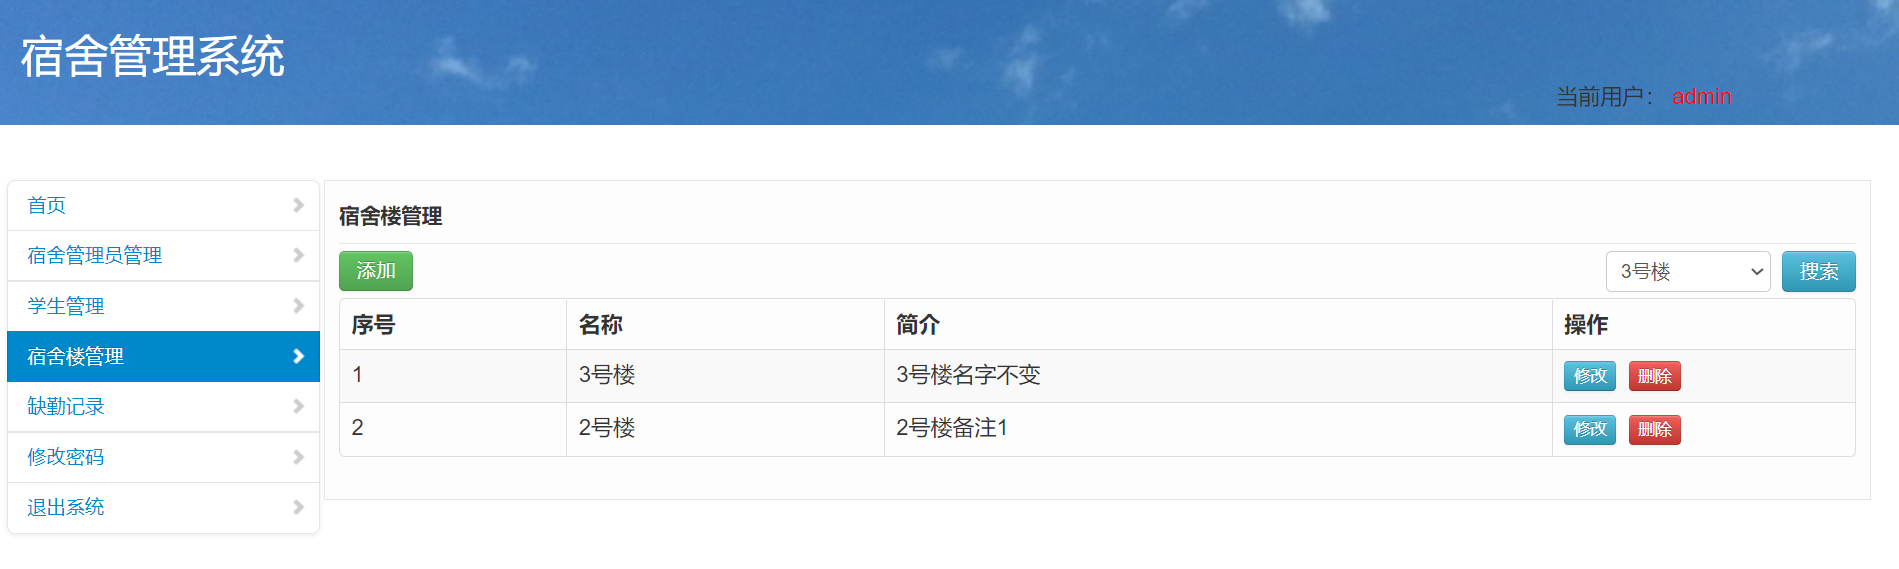 宿舍管理系统
当前用户： admin
首页
宿舍管理员管理
学生管理
宿舍楼管理
缺勤记录
修改密码
退出系统
宿舍楼管理
添加 3号楼 搜索
序号 名称 简介 操作
1 3号楼 3号楼名字不变 修改 删除
2 2号楼 2号楼备注1 修改 删除